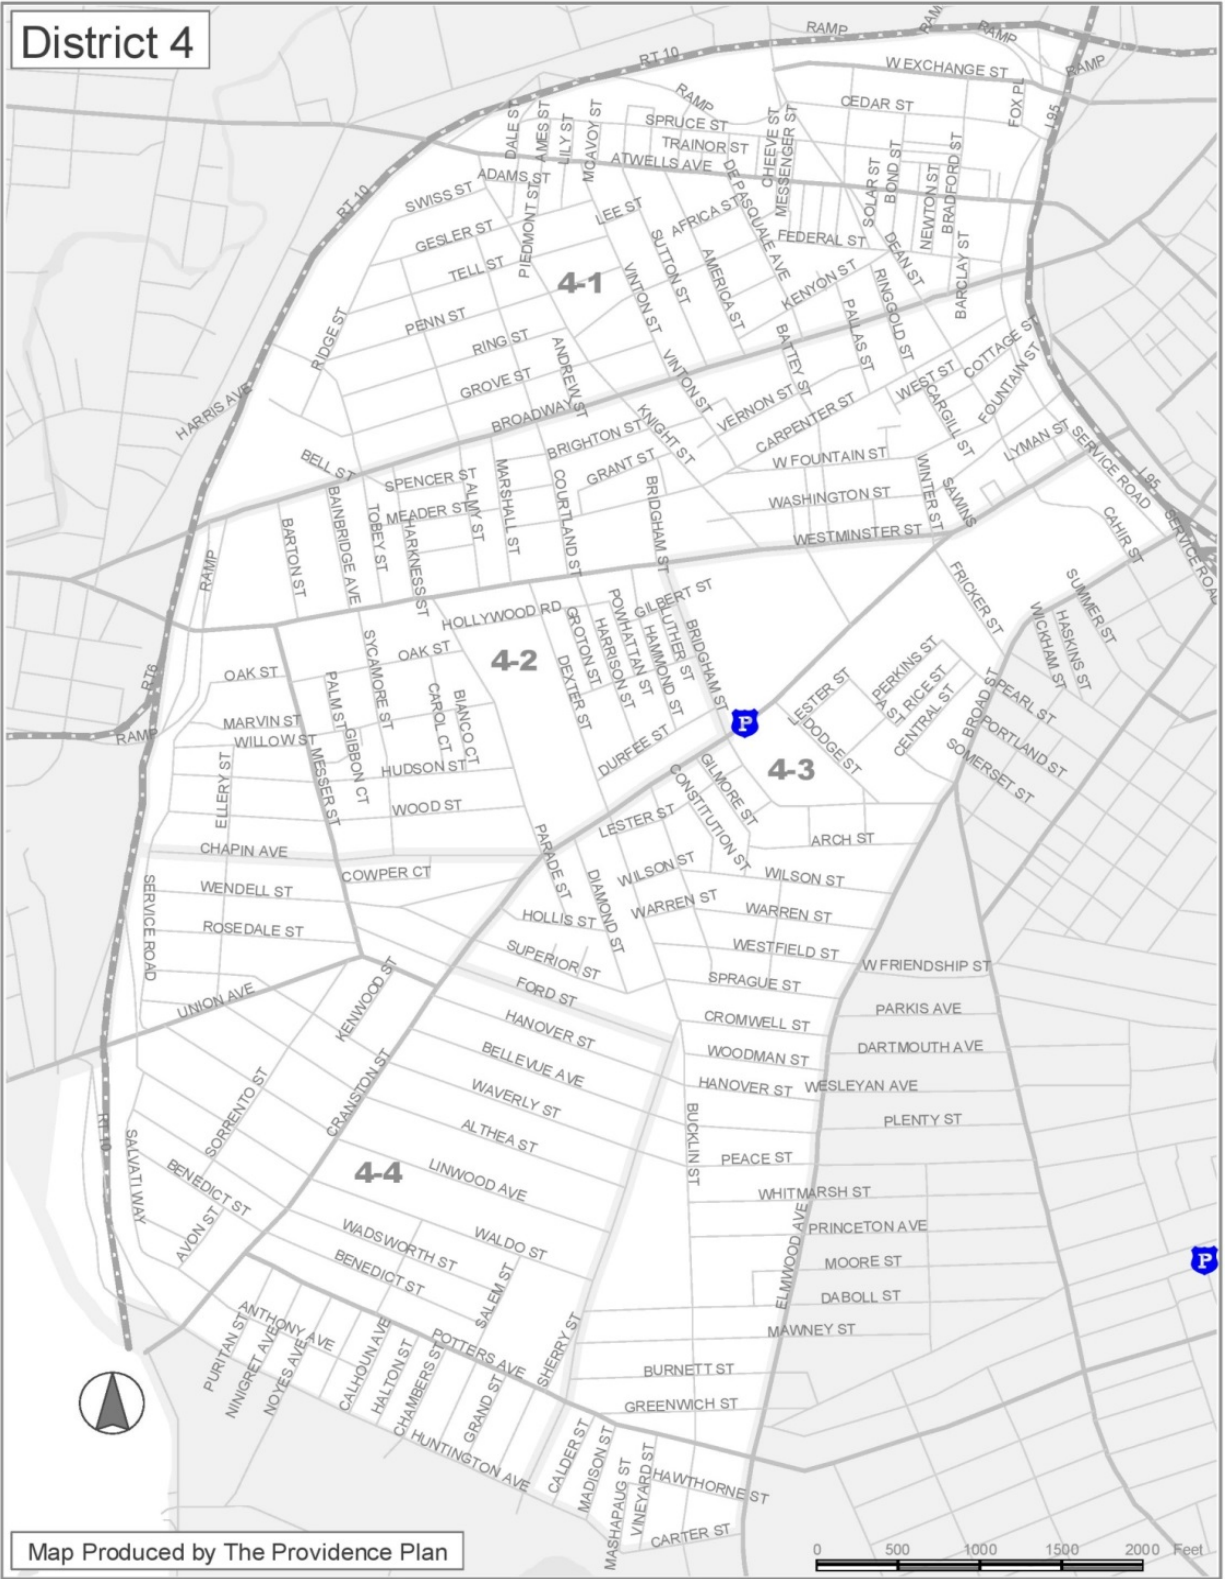 District 4
RAMP
RAMP
RAMP
RT 10
W EXCHANGE ST
RAMP
RAMP
CEDAR ST
FOX PL
I 95
DALE ST
AMES ST
LILY ST
MCAVOY ST
SPRUCE ST
TRAINOR ST
ATWELLS AVE
CHEEVE ST
MESSENGER ST
DE PASQUALE AVE
SOLAR ST
BOND ST
NEWTON ST
BRADFORD ST
ADAMS ST
SWISS ST
RT 10
GESLER ST
PIEDMONT ST
LEE ST
AFRICA ST
FEDERAL ST
DEAN ST
BARCLAY ST
TELL ST
4-1
VINTON ST
SUTTON ST
AMERICA ST
KENYON ST
RINGGOLD ST
PENN ST
RIDGE ST
RING ST
ANDREW ST
BATTEY ST
PALLAS ST
COTTAGE ST
VINTON ST
WEST ST
FOUNTAIN ST
GROVE ST
HARRIS AVE
BROADWAY
KNIGHT ST
VERNON ST
CARPENTER ST
CARGILL ST
BELL ST
BRIGHTON ST
LYMAN ST
SERVICE ROAD
I 95
SERVICE ROAD
W FOUNTAIN ST
SPENCER ST
GRANT ST
MARSHALL ST
COURTLAND ST
BRIDGHAM ST
WASHINGTON ST
WINTER ST
SAWINS
BAINBRIDGE AVE
TOBEY ST
MEADER ST
ALMY ST
HARKNESS ST
BARTON ST
WESTMINSTER ST
CAHIR ST
RAMP
FRICKER ST
SUMMER ST
HOLLYWOOD RD
GROTON ST
HARRISON ST
POWHATTAN ST
GILBERT ST
HAMMOND ST
LUTHER ST
BRIDGHAM ST
WICKHAM ST
HASKINS ST
SYCAMORE ST
OAK ST
4-2
DEXTER ST
PERKINS ST
A ST
RICE ST
CENTRAL ST
LESTER ST
DODGE ST
BROAD ST
PEARL ST
PORTLAND ST
SOMERSET ST
OAK ST
RT6
RAMP
PALM ST
GIBBON CT
CAROL CT
BIANCO CT
P
MARVIN ST
WILLOW ST
MESSER ST
ELLERY ST
HUDSON ST
DURFEE ST
4-3
GILMORE ST
CONSTITUTION ST
WOOD ST
LESTER ST
ARCH ST
CHAPIN AVE
PARADE ST
COWPER CT
WILSON ST
WILSON ST
WENDELL ST
DIAMOND ST
WARREN ST
WARREN ST
SERVICE ROAD
ROSEDALE ST
HOLLIS ST
WESTFIELD ST
SUPERIOR ST
W FRIENDSHIP ST
SPRAGUE ST
UNION AVE
KENWOOD ST
FORD ST
PARKIS AVE
HANOVER ST
CROMWELL ST
WOODMAN ST
DARTMOUTH AVE
BELLEVUE AVE
HANOVER ST
WESLEYAN AVE
CRANSTON ST
WAVERLY ST
BUCKLIN ST
PLENTY ST
RT 10
SORRENTO ST
ALTHEA ST
PEACE ST
SALVATI WAY
BENEDICT ST
4-4
LINWOOD AVE
WHITMARSH ST
AVON ST
WADSWORTH ST
WALDO ST
ELMWOOD AVE
PRINCETON AVE
MOORE ST
P
BENEDICT ST
SALEM ST
DABOLL ST
MAWNEY ST
ANTHONY AVE
POTTERS AVE
SHERRY ST
BURNETT ST
GREENWICH ST
PURITAN ST
NINIGRET AVE
NOYES AVE
CALHOUN AVE
HALTON ST
CHAMBERS ST
GRAND ST
HUNTINGTON AVE
CALDER ST
MADISON ST
MASHAPAUG ST
VINEYARD ST
HAWTHORNE ST
CARTER ST
Map Produced by The Providence Plan
0 500 1000 1500 2000 Feet